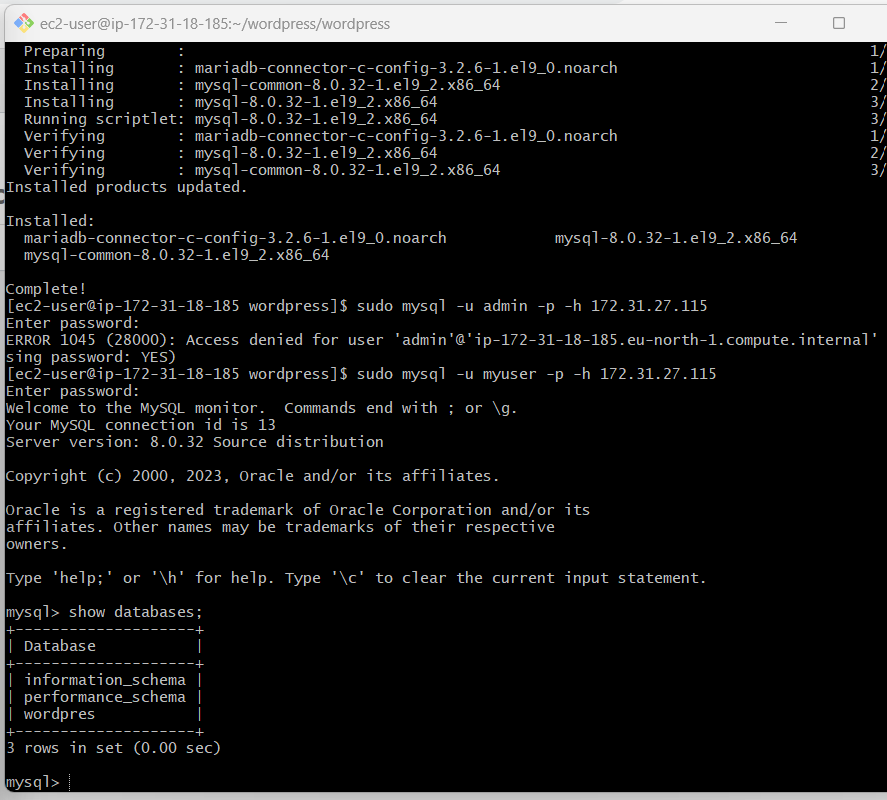 ec2-user@ip-172-31-18-185:~/wordpress/wordpress
  Preparing        :                                                                             1/
  Installing       : mariadb-connector-c-config-3.2.6-1.el9_0.noarch                            1/
  Installing       : mysql-common-8.0.32-1.el9_2.x86_64                                         2/
  Installing       : mysql-8.0.32-1.el9_2.x86_64                                                3/
  Running scriptlet: mysql-8.0.32-1.el9_2.x86_64                                                3/
  Verifying        : mariadb-connector-c-config-3.2.6-1.el9_0.noarch                            1/
  Verifying        : mysql-8.0.32-1.el9_2.x86_64                                                2/
  Verifying        : mysql-common-8.0.32-1.el9_2.x86_64                                         3/
Installed products updated.

Installed:
  mariadb-connector-c-config-3.2.6-1.el9_0.noarch            mysql-8.0.32-1.el9_2.x86_64
  mysql-common-8.0.32-1.el9_2.x86_64

Complete!
[ec2-user@ip-172-31-18-185 wordpress]$ sudo mysql -u admin -p -h 172.31.27.115
Enter password:
ERROR 1045 (28000): Access denied for user 'admin'@'ip-172-31-18-185.eu-north-1.compute.internal'
sing password: YES)
[ec2-user@ip-172-31-18-185 wordpress]$ sudo mysql -u myuser -p -h 172.31.27.115
Enter password:
Welcome to the MySQL monitor.  Commands end with ; or \g.
Your MySQL connection id is 13
Server version: 8.0.32 Source distribution

Copyright (c) 2000, 2023, Oracle and/or its affiliates.

Oracle is a registered trademark of Oracle Corporation and/or its
affiliates. Other names may be trademarks of their respective
owners.

Type 'help;' or '\h' for help. Type '\c' to clear the current input statement.

mysql> show databases;
+--------------------+
| Database           |
+--------------------+
| information_schema |
| performance_schema |
| wordpres           |
+--------------------+
3 rows in set (0.00 sec)

mysql>